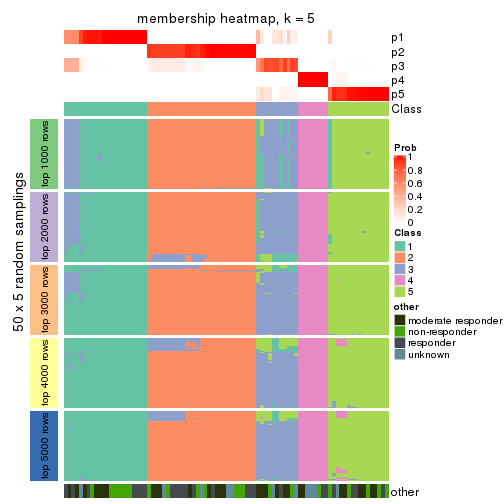 membership heatmap, k = 5
p1
p2
p3
p4
p5
Class
50 x 5 random samplings
top 1000 rows
top 2000 rows
top 3000 rows
top 4000 rows
top 5000 rows
other
Prob
1
0.8
0.6
0.4
0.2
0
Class
1
2
3
4
5
other
moderate responder
non-responder
responder
unknown